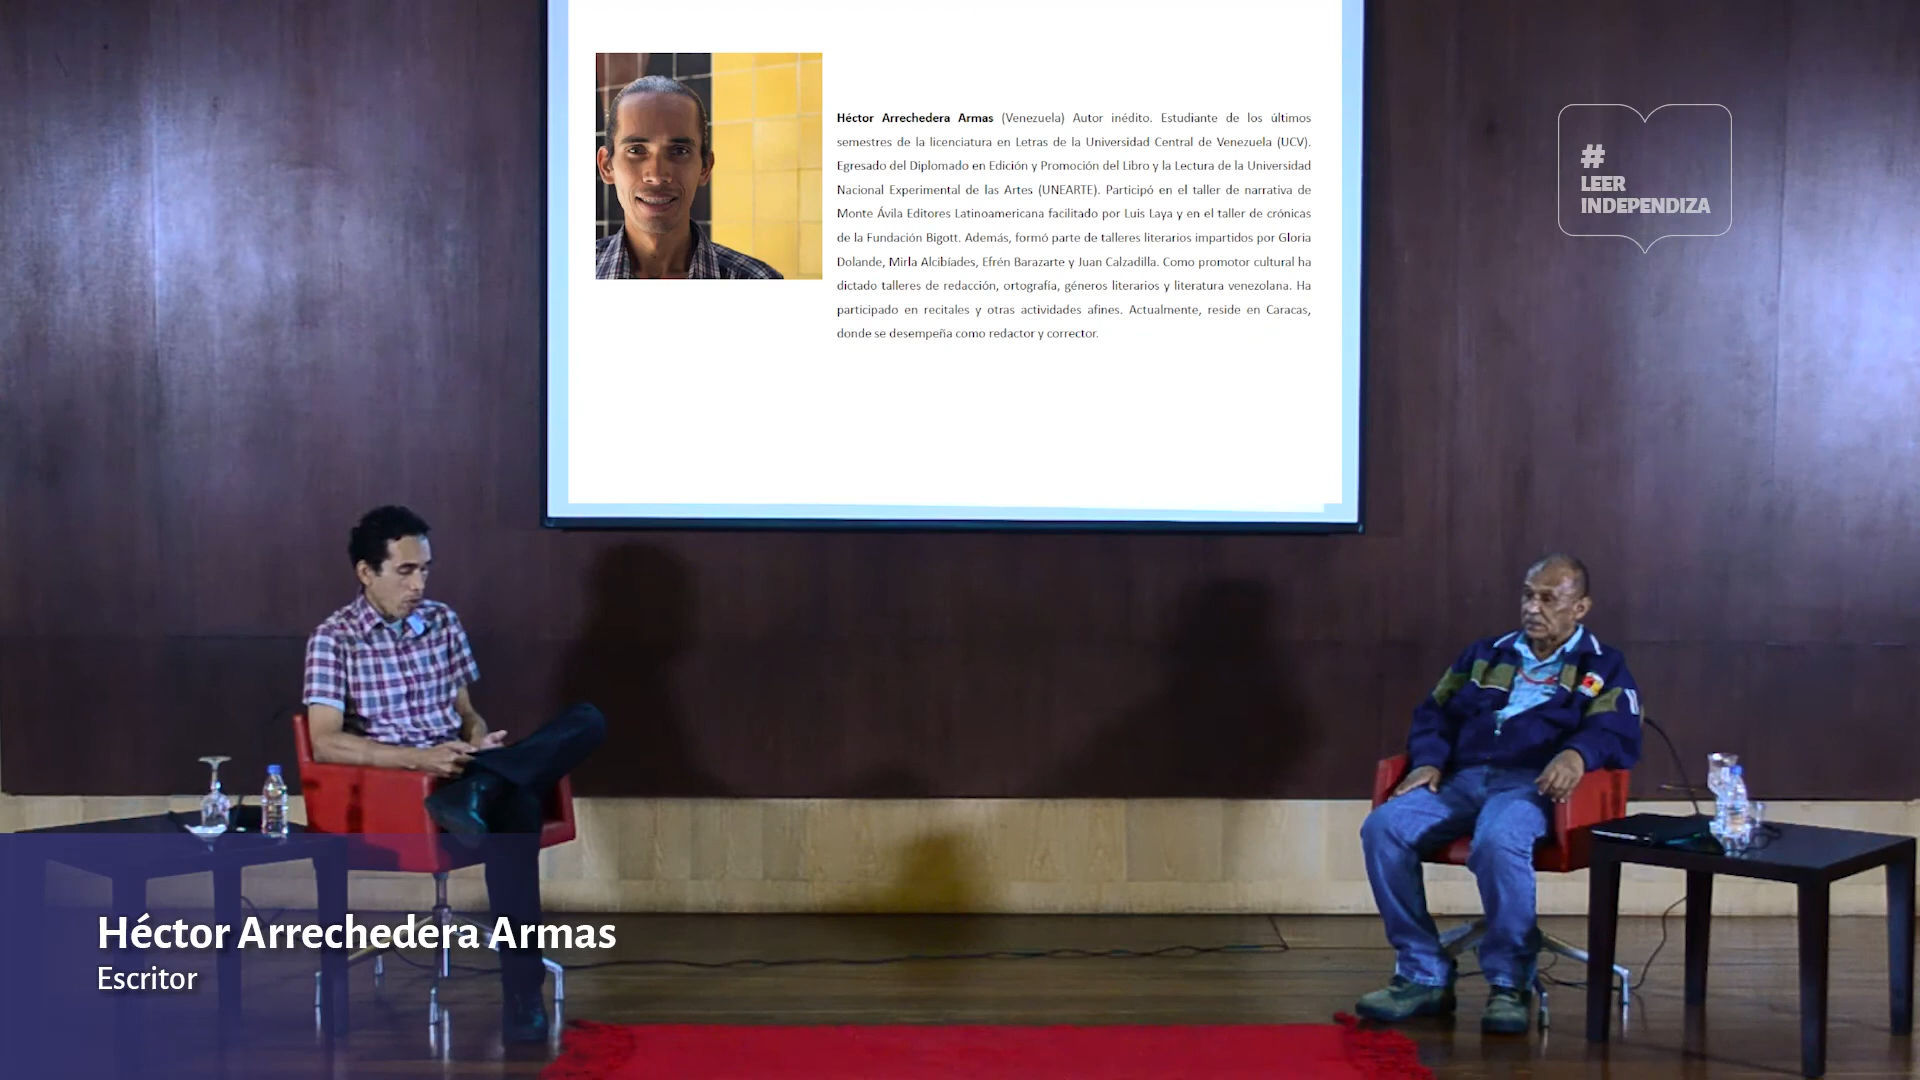 Héctor Arrechedera Armas (Venezuela) Autor inédito. Estudiante de los últimos
semestres de la licenciatura en Letras de la Universidad Central de Venezuela (UCV).
Egresado del Diplomado en Edición y Promoción del Libro y la Lectura de la Universidad
Nacional Experimental de las Artes (UNEARTE). Participó en el taller de narrativa de
Monte Ávila Editores Latinoamericana facilitado por Luis Laya y en el taller de crónicas
de la Fundación Bigott. Además, formó parte de talleres literarios impartidos por Gloria
Dolande, Mirla Alcibíades, Efrén Barazarte y Juan Calzadilla. Como promotor cultural ha
dictado talleres de redacción, ortografía, géneros literarios y literatura venezolana. Ha
participado en recitales y otras actividades afines. Actualmente, reside en Caracas,
donde se desempeña como redactor y corrector.
#
LEER
INDEPENDIZA
Héctor Arrechedera Armas
Escritor